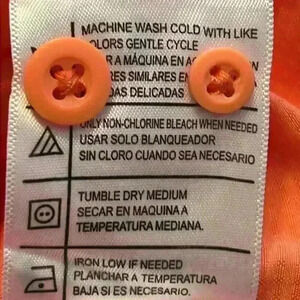 MACHINE WASH COLD WITH LIKE
COLORS GENTLE CYCLE
A MÁQUINA EN
SIMILARES EN
DELICADAS
ONLY NON-CHLORINE BLEACH WHEN NEEDED
USAR SOLO BLANQUEADOR
SIN CLORO CUANDO SEA NECESARIO
TUMBLE DRY MEDIUM
SECAR EN MAQUINA A
TEMPERATURA MEDIANA.
IRON LOW IF NEEDED
PLANCHAR A TEMPERATURA
BAJA SI ES NECESARIO.